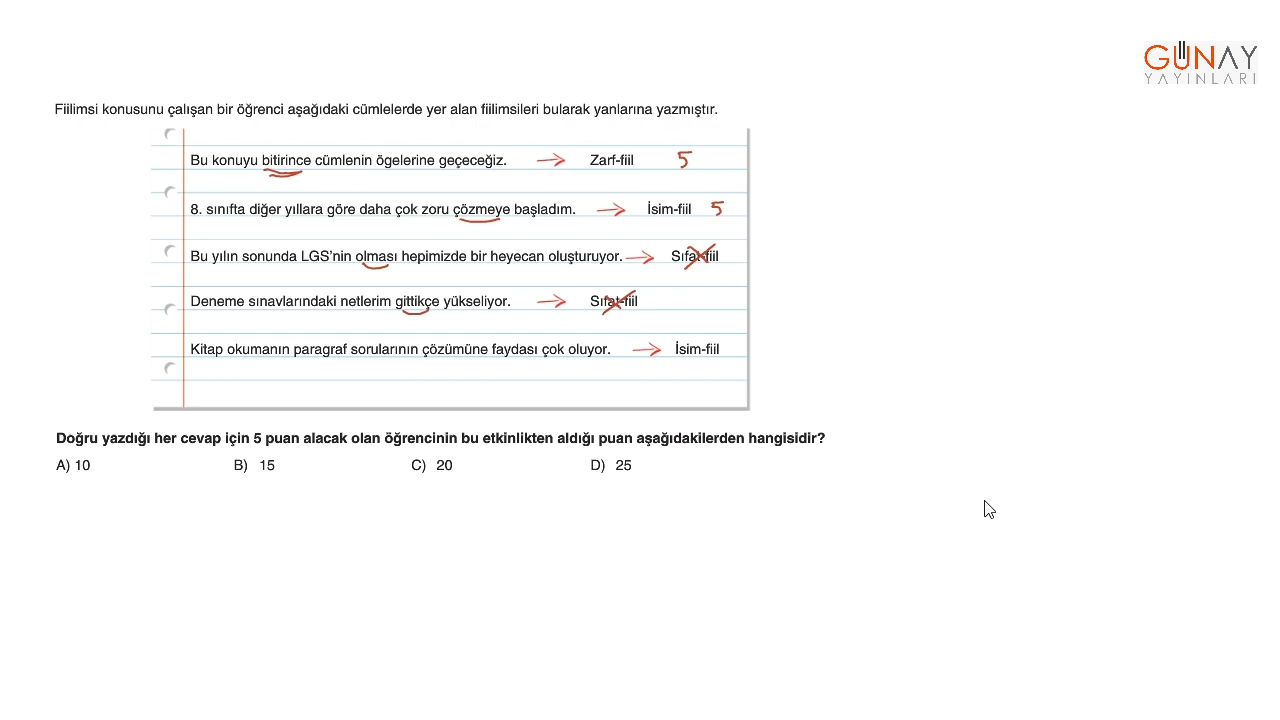 GÜNAY
YAYINLARI
Fiilimsi konusunu çalışan bir öğrenci aşağıdaki cümlelerde yer alan fiilimsileri bularak yanlarına yazmıştır.
Bu konuyu bitirince cümlenin ögelerine geçeceğiz. → Zarf-fiil 5
8. sınıfta diğer yıllara göre daha çok zoru çözmeye başladım. → İsim-fiil 5
Bu yılın sonunda LGS'nin olması hepimizde bir heyecan oluşturuyor. → Sıfat-fiil
Deneme sınavlarındaki netlerim gittikçe yükseliyor. → Sıfat-fiil
Kitap okumanın paragraf sorularının çözümüne faydası çok oluyor. → İsim-fiil
Doğru yazdığı her cevap için 5 puan alacak olan öğrencinin bu etkinlikten aldığı puan aşağıdakilerden hangisidir?
A) 10 B) 15 C) 20 D) 25